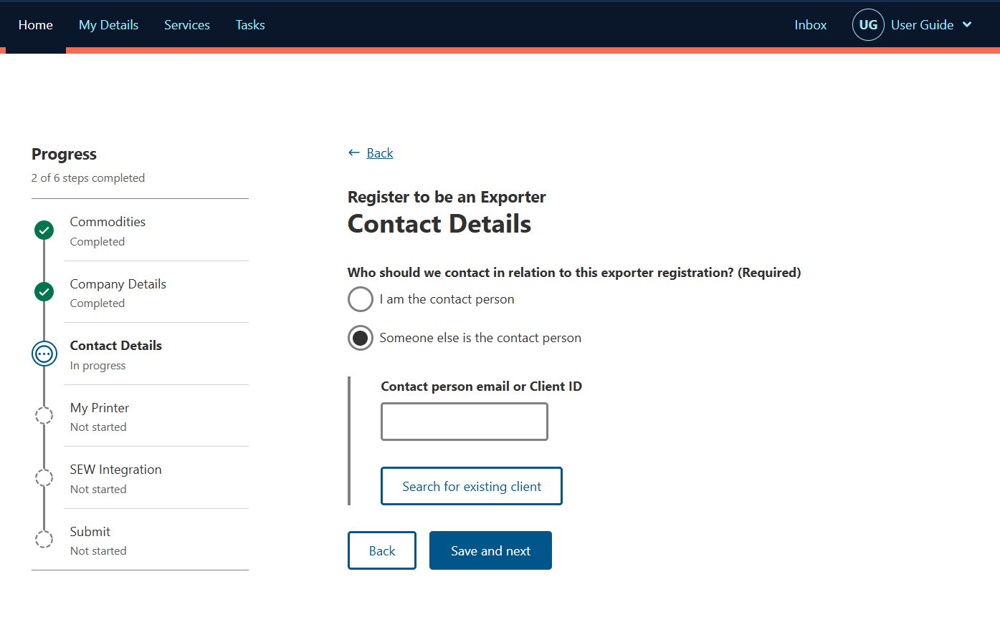 Home My Details Services Tasks Inbox UG User Guide
Progress
2 of 6 steps completed
Commodities
Completed
Company Details
Completed
Contact Details
In progress
My Printer
Not started
SEW Integration
Not started
Submit
Not started
Back
Register to be an Exporter
Contact Details
Who should we contact in relation to this exporter registration? (Required)
I am the contact person
Someone else is the contact person
Contact person email or Client ID
Search for existing client
Back Save and next